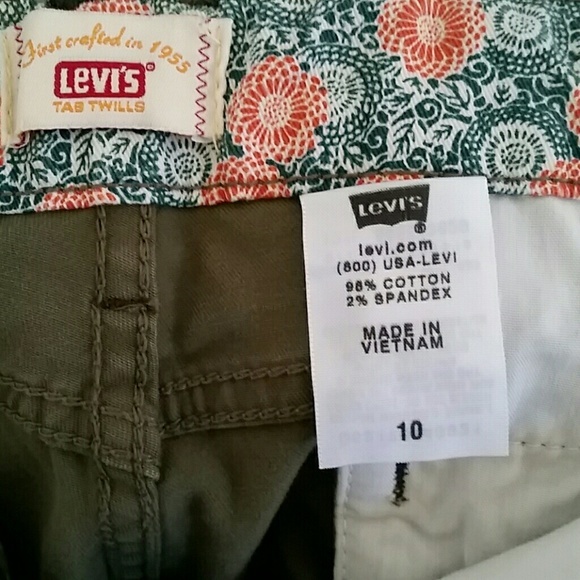 First crafted in 1955
LEVI'S®
TAB TWILLS
LEVI'S
®
levi.com
(800) USA-LEVI
98% COTTON
2% SPANDEX
MADE IN
VIETNAM
10